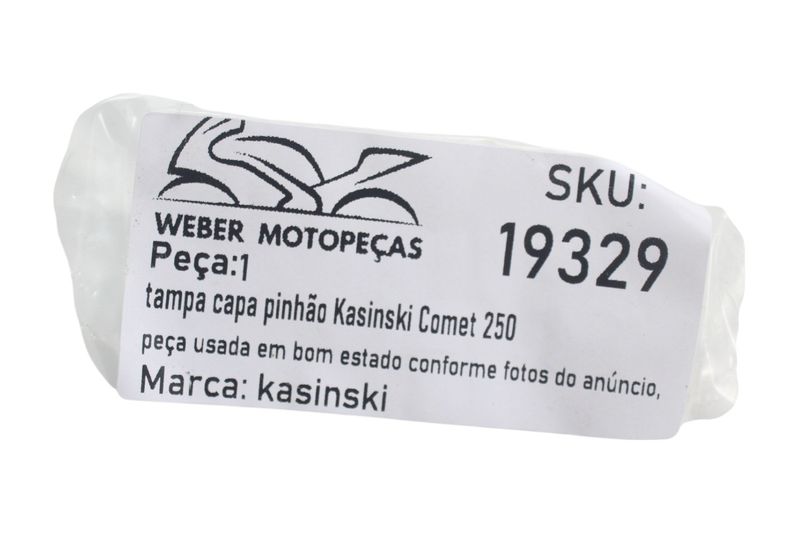 WEBER MOTOPEÇAS
SKU:
19329
Peça:1
tampa capa pinhão Kasinski Comet 250
peça usada em bom estado conforme fotos do anúncio,
Marca: kasinski